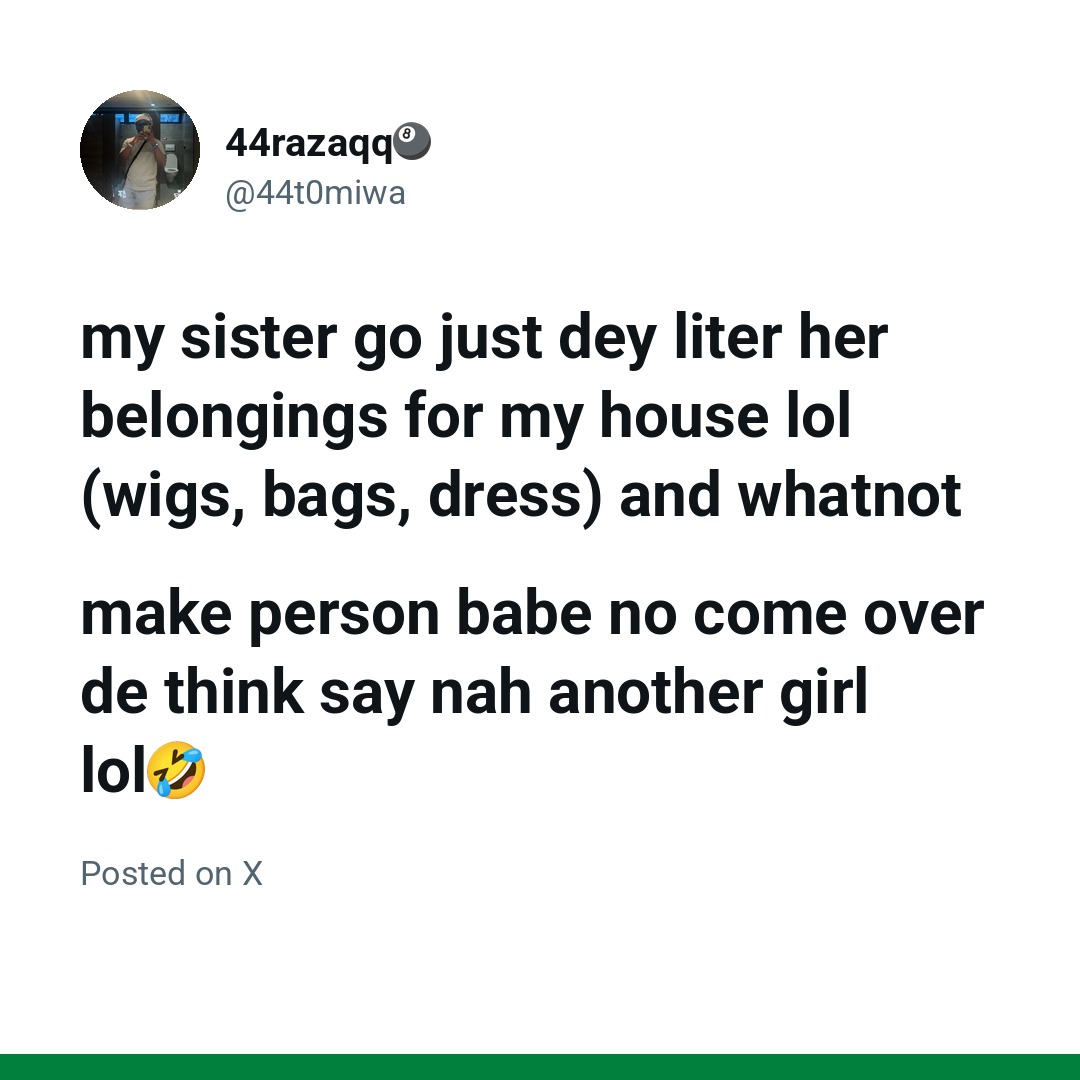 44razaqq🎱
@44t0miwa
my sister go just dey liter her
belongings for my house lol
(wigs, bags, dress) and whatnot
make person babe no come over
de think say nah another girl
lol🤣
Posted on X